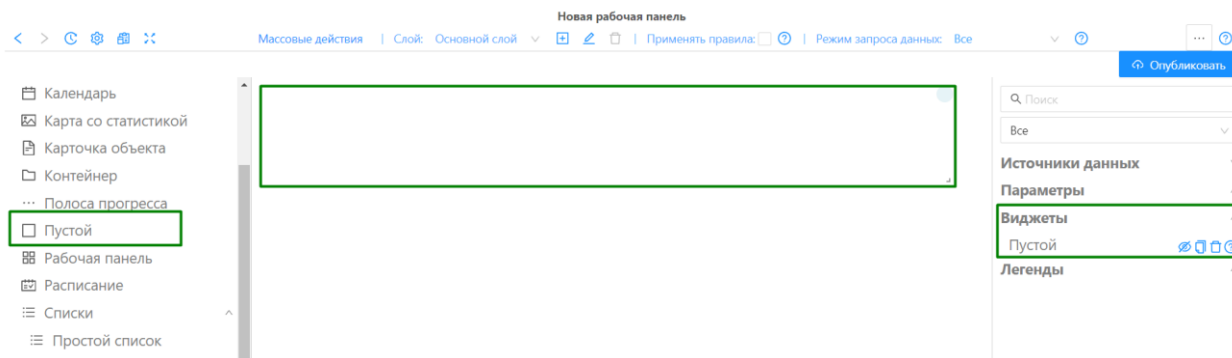 Новая рабочая панель
Массовые действия | Слой: Основной слой | Применять правила: | Режим запроса данных: Все
Опубликовать
Календарь
Карта со статистикой
Карточка объекта
Контейнер
Полоса прогресса
Пустой
Рабочая панель
Расписание
Списки
Простой список
Поиск
Все
Источники данных
Параметры
Виджеты
Пустой
Легенды